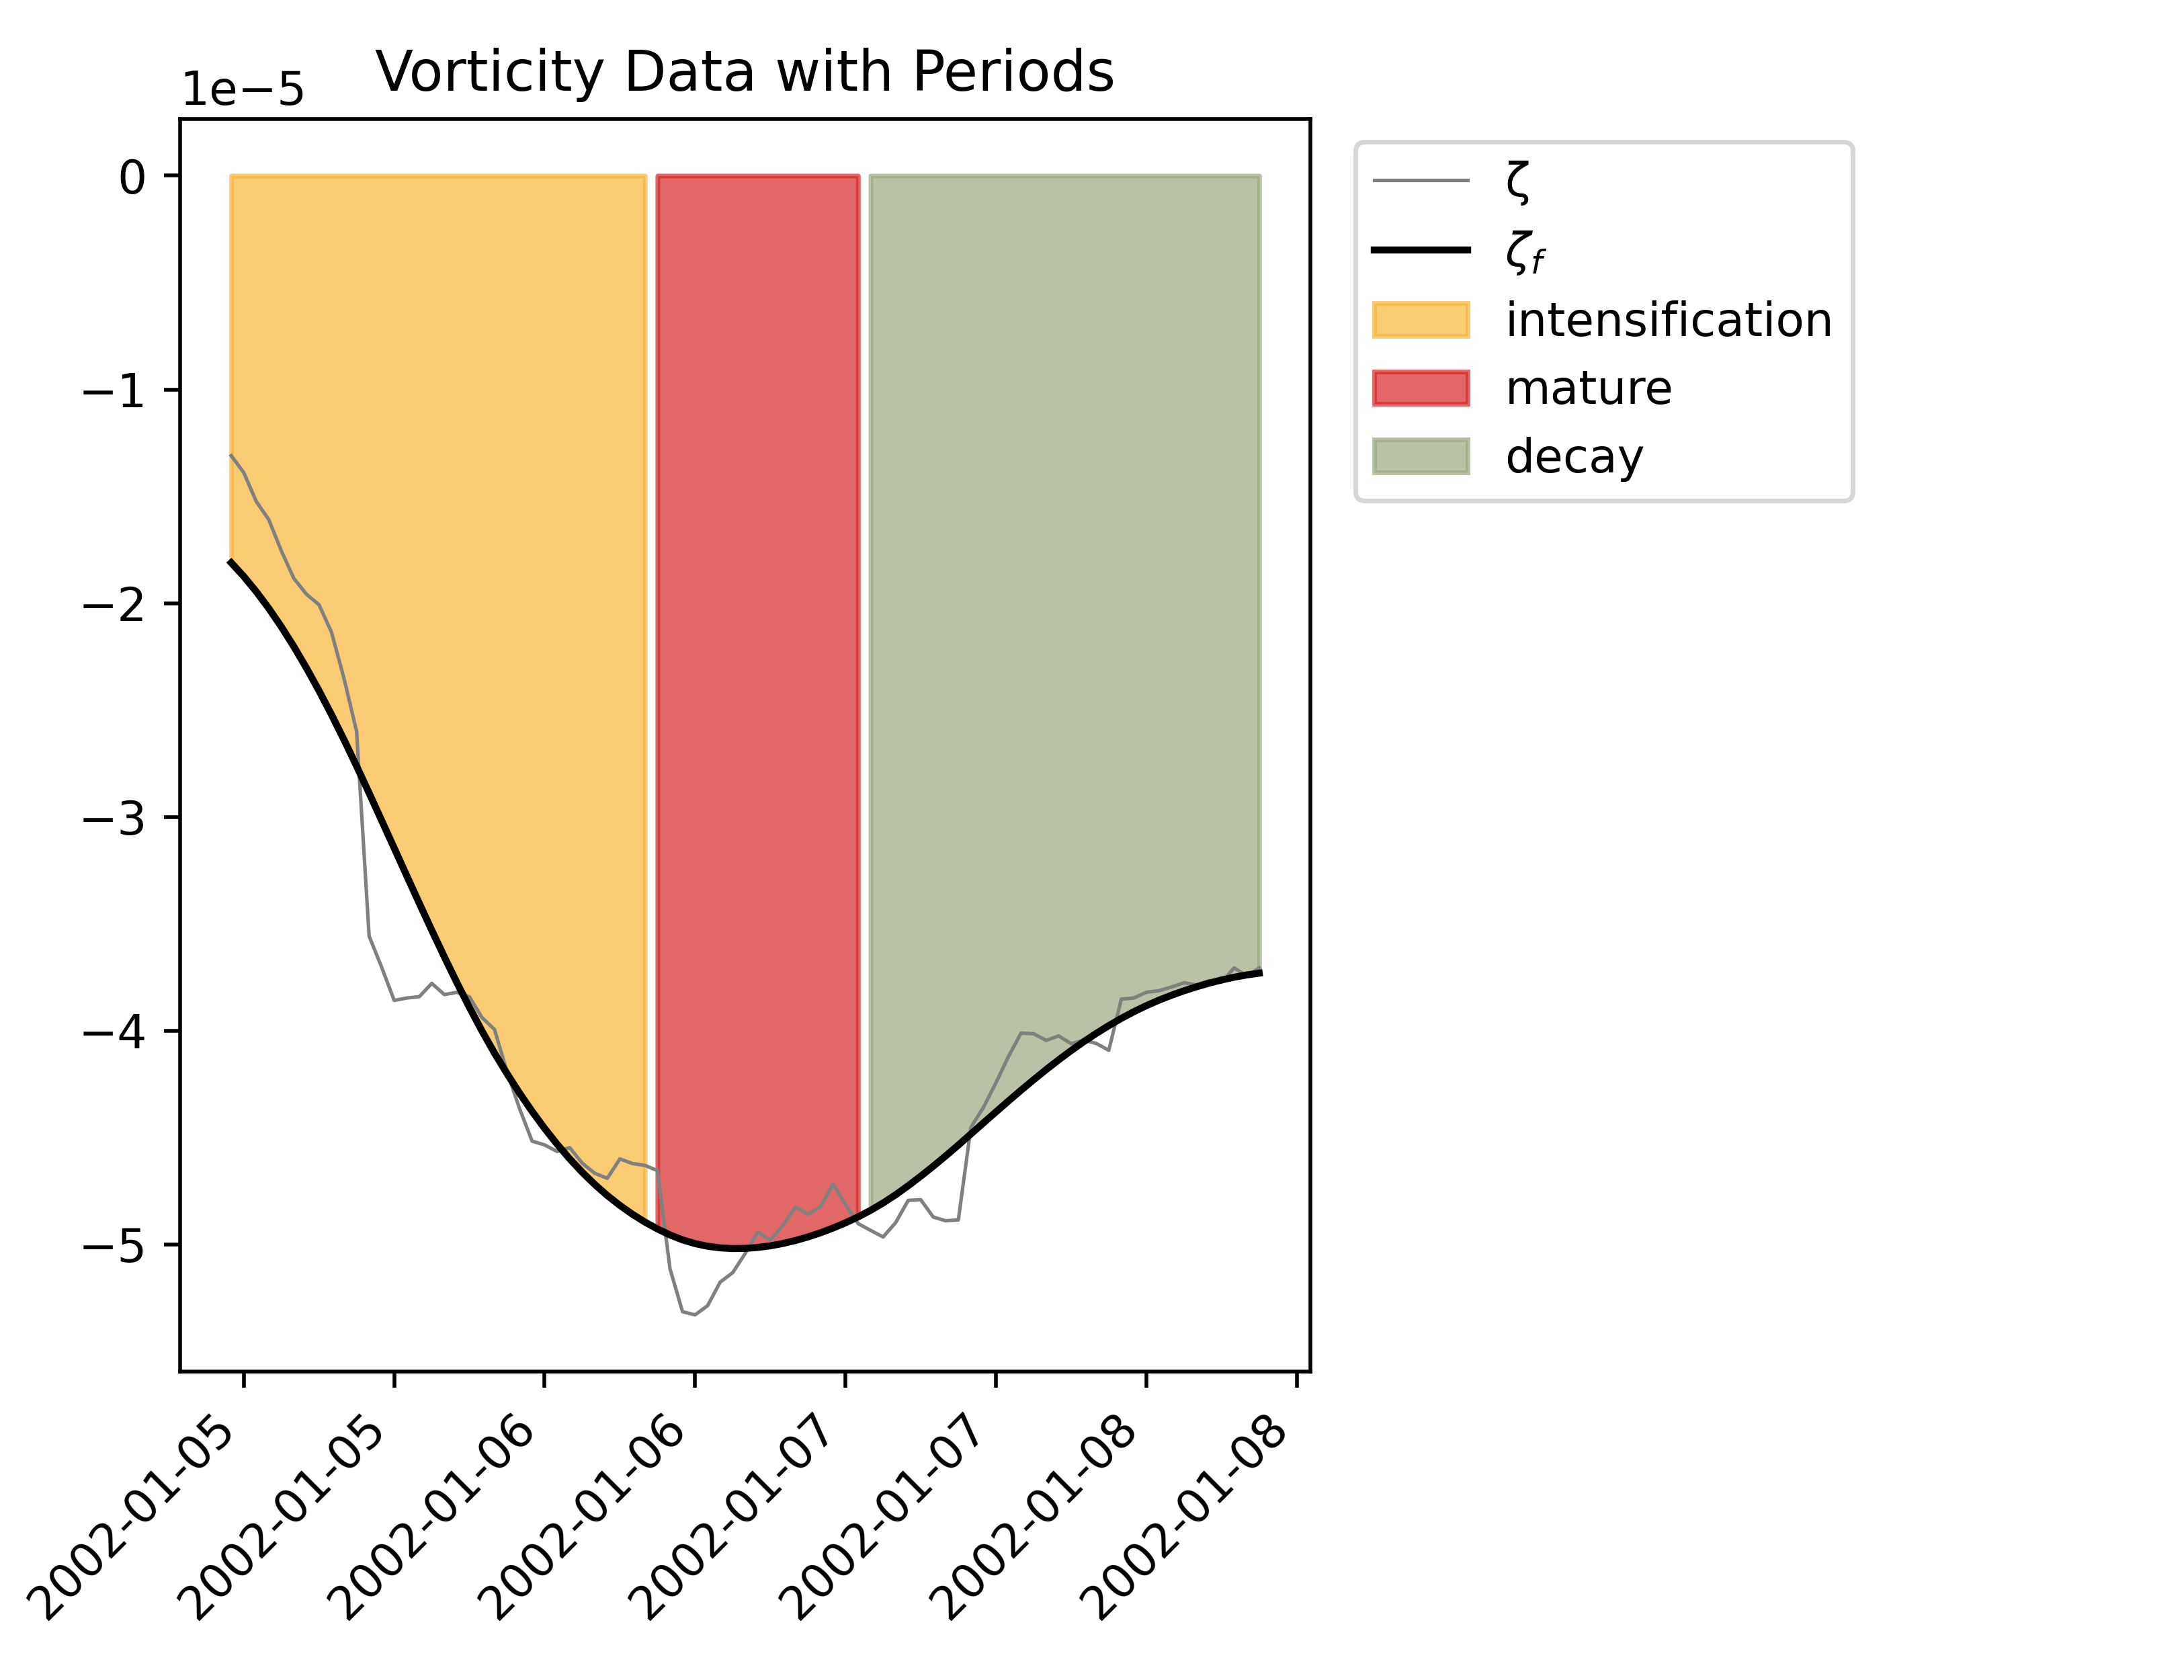 Vorticity Data with Periods
1e−5
0
−1
−2
−3
−4
−5
2002-01-05
2002-01-05
2002-01-06
2002-01-06
2002-01-07
2002-01-07
2002-01-08
2002-01-08
ζ
ζf
intensification
mature
decay